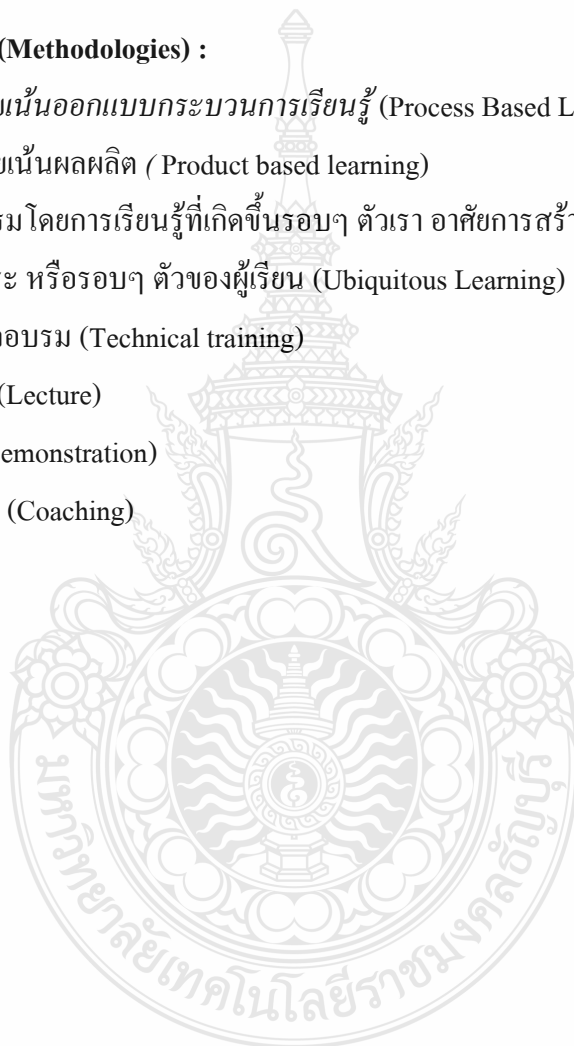 (Methodologies) :
เน้นออกแบบกระบวนการเรียนรู้ (Process Based L
เน้นผลผลิต ( Product based learning)
รมโดยการเรียนรู้ที่เกิดขึ้นรอบๆ ตัวเรา อาศัยการสร้า
ะ หรือรอบๆ ตัวของผู้เรียน (Ubiquitous Learning)
อบรม (Technical training)
(Lecture)
emonstration)
(Coaching)
มหาวิทยาลัยเทคโนโลยีราชมงคลธัญบุรี